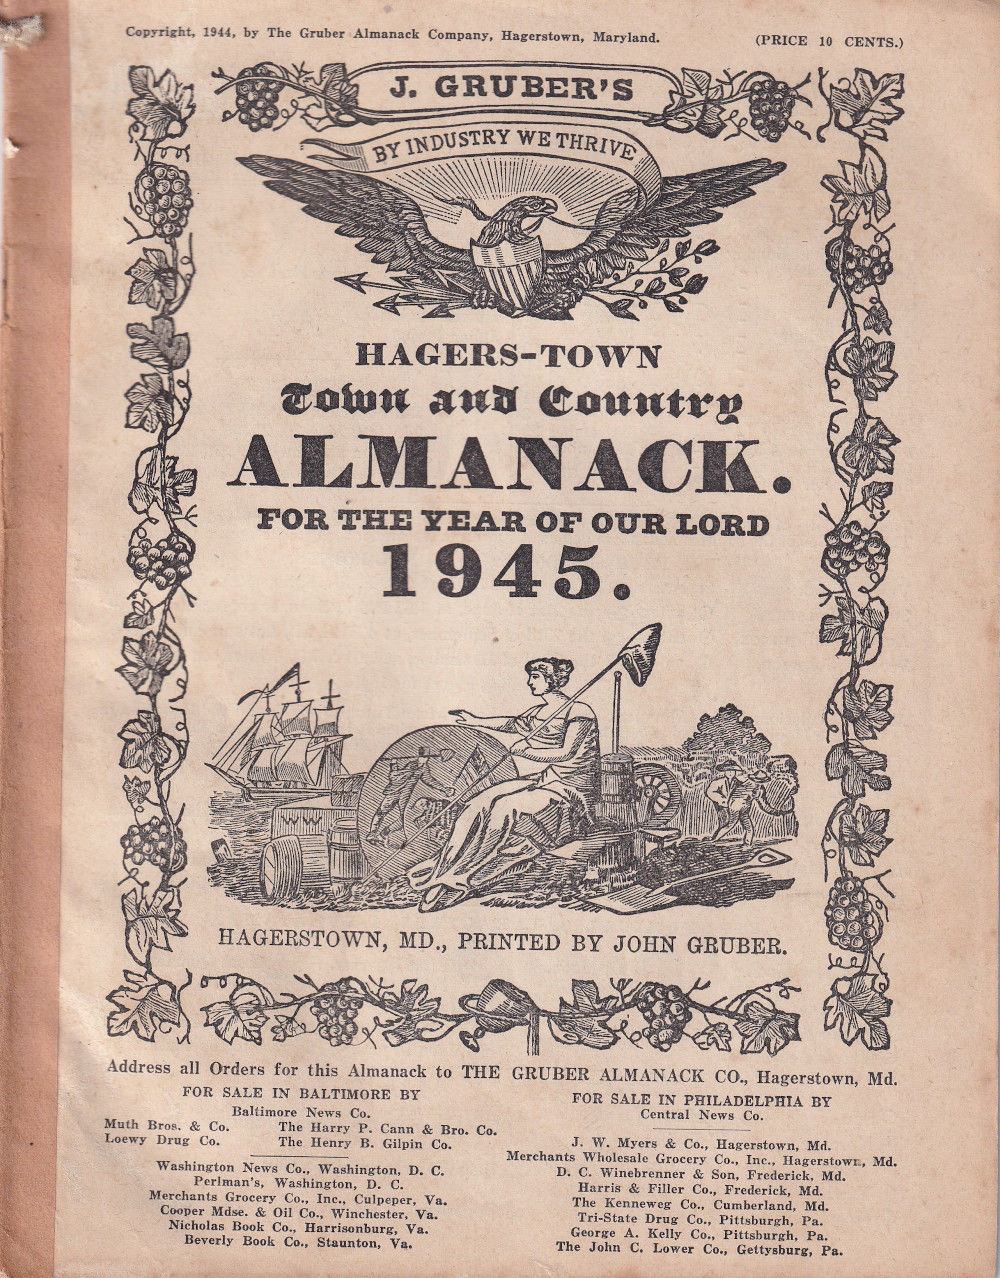 Copyright, 1944, by The Gruber Almanack Company, Hagerstown, Maryland.
(PRICE 10 CENTS.)
J. GRUBER'S
BY INDUSTRY WE THRIVE
HAGERS-TOWN
Town and Country
ALMANACK.
FOR THE YEAR OF OUR LORD
1945.
WW
HAGERSTOWN, MD., PRINTED BY JOHN GRUBER.
Address all Orders for this Almanack to THE GRUBER ALMANACK CO., Hagerstown, Md.
FOR SALE IN BALTIMORE BY
Baltimore News Co.
Muth Bros. & Co. The Harry P. Cann & Bro. Co.
Loewy Drug Co. The Henry B. Gilpin Co.
Washington News Co., Washington, D. C.
Perlman's, Washington, D. C.
Merchants Grocery Co., Inc., Culpeper, Va.
Cooper Mdse. & Oil Co., Winchester, Va.
Nicholas Book Co., Harrisonburg, Va.
Beverly Book Co., Staunton, Va.
FOR SALE IN PHILADELPHIA BY
Central News Co.
J. W. Myers & Co., Hagerstown, Md.
Merchants Wholesale Grocery Co., Inc., Hagerstown, Md.
D. C. Winebrenner & Son, Frederick, Md.
Harris & Filler Co., Frederick, Md.
The Kenneweg Co., Cumberland, Md.
Tri-State Drug Co., Pittsburgh, Pa.
George A. Kelly Co., Pittsburgh, Pa.
The John C. Lower Co., Gettysburg, Pa.